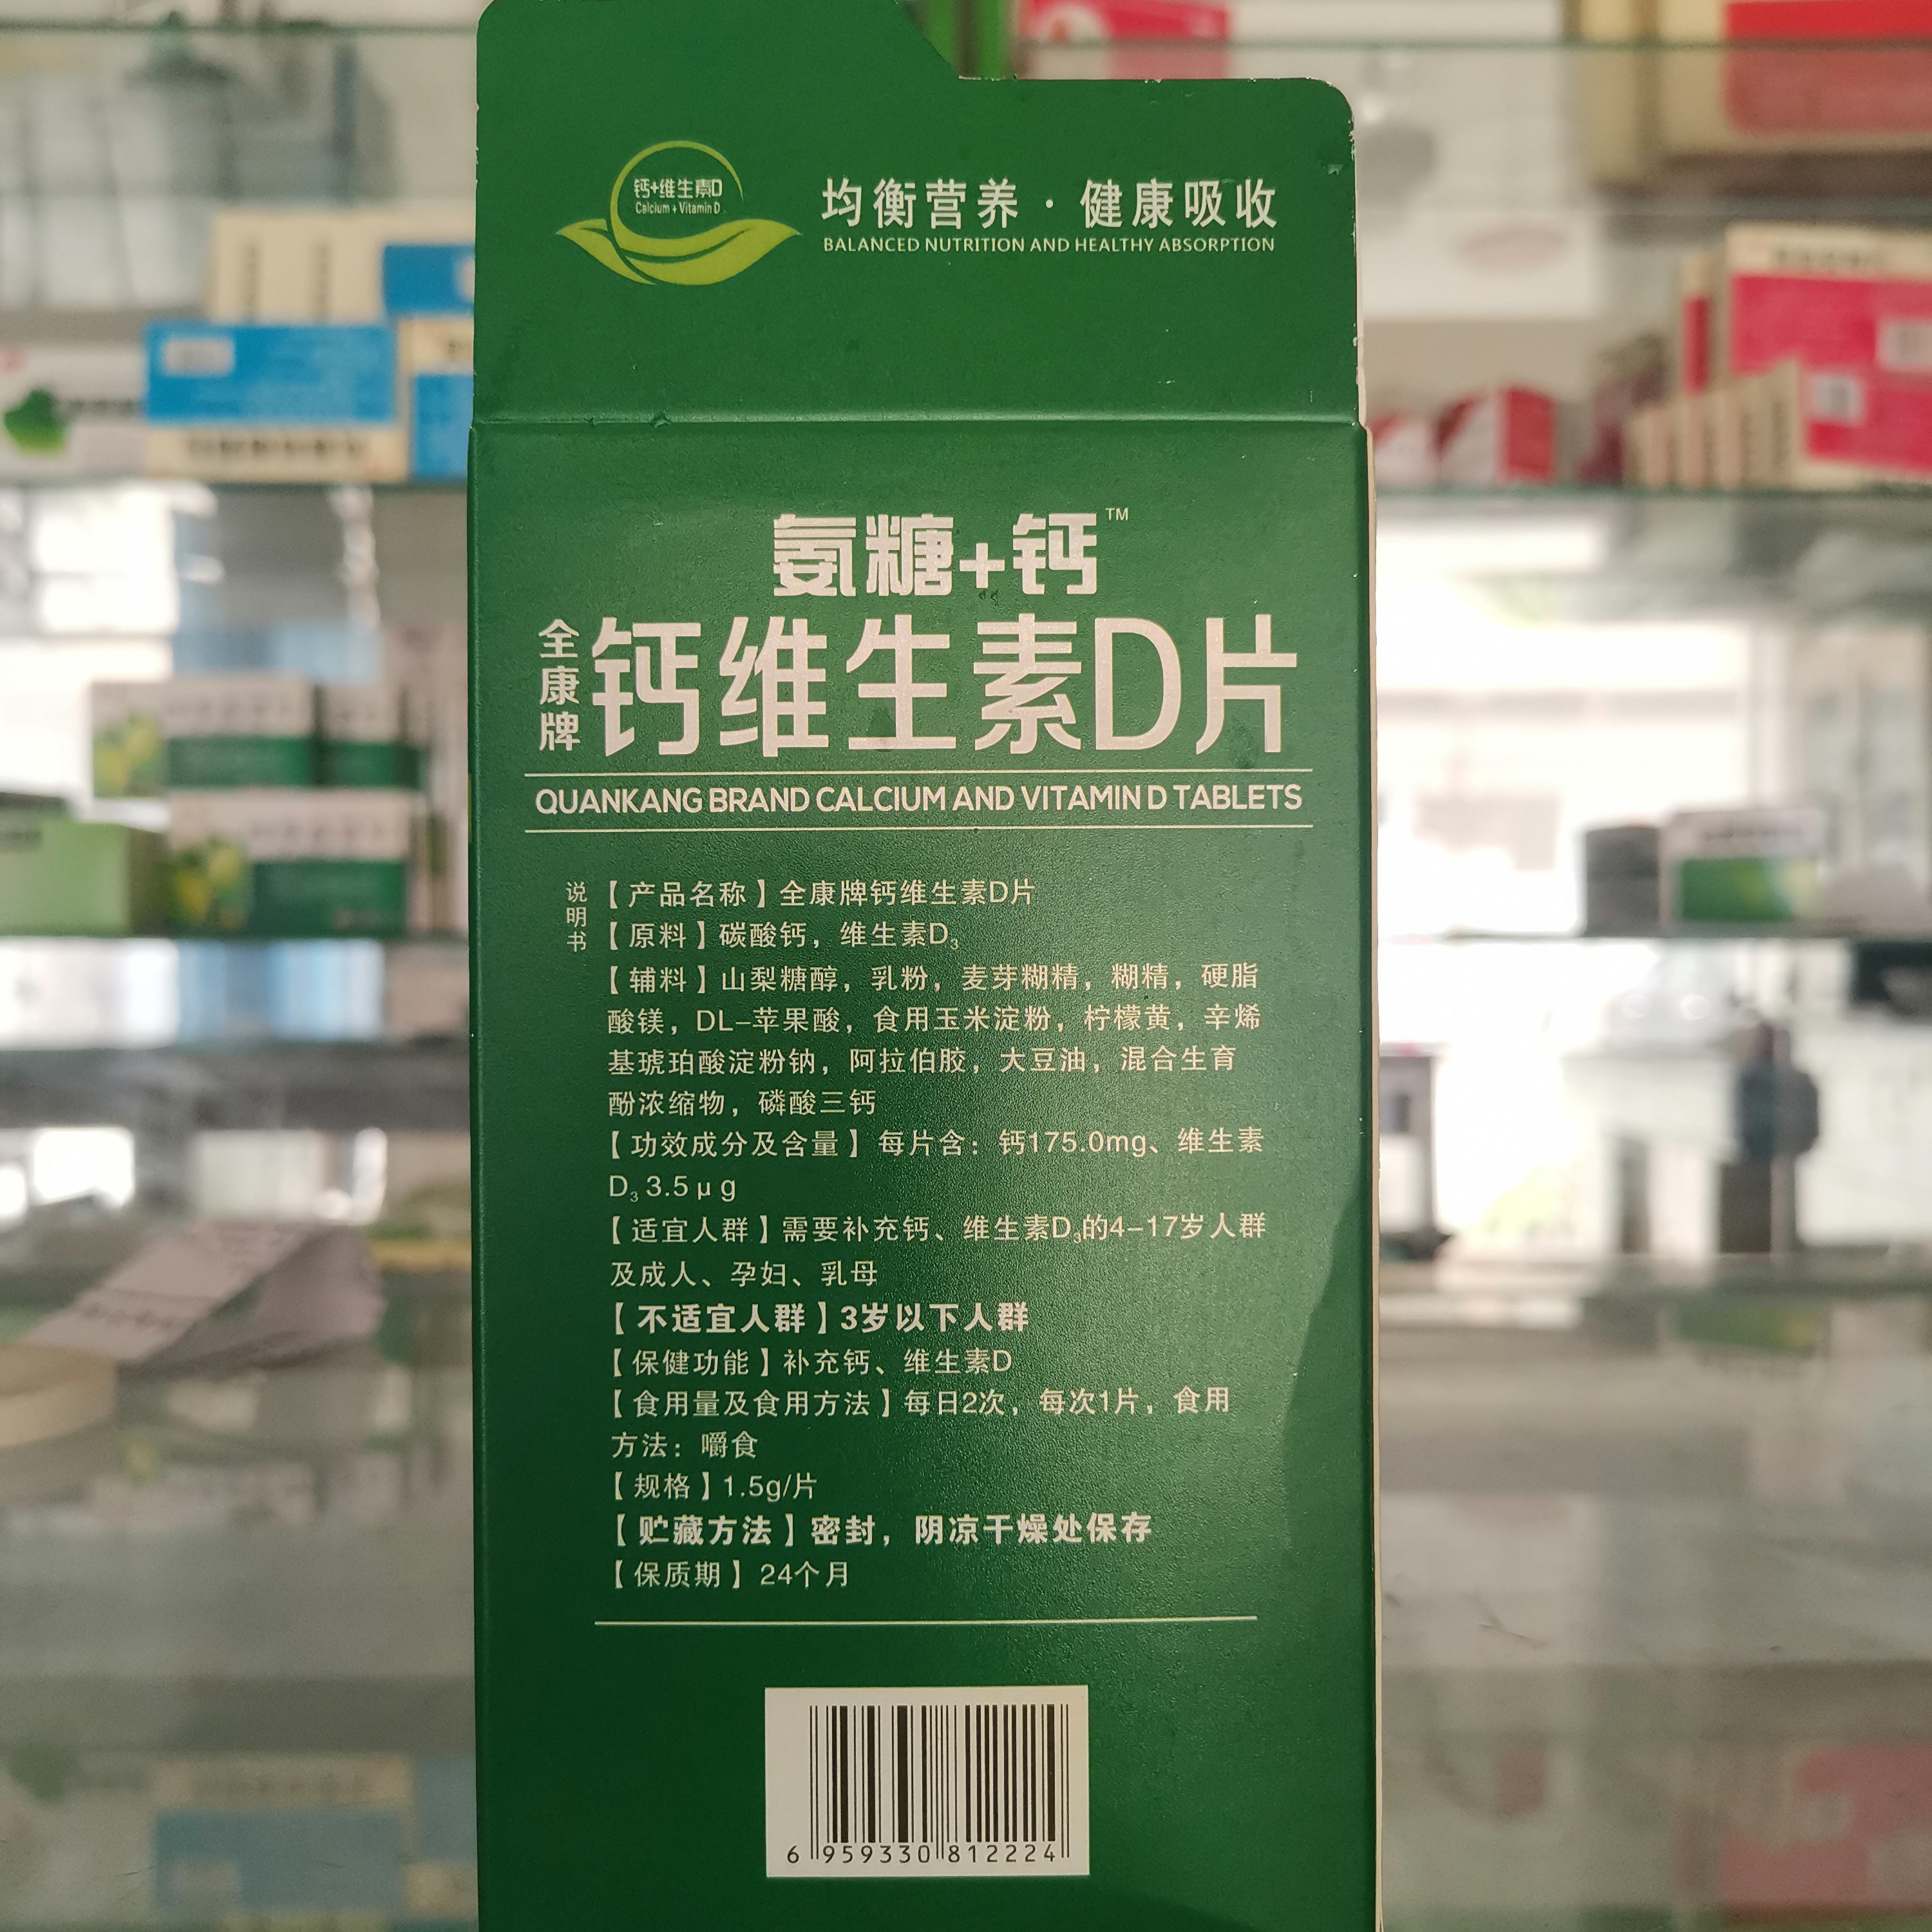 钙+维生素D
Calcium + Vitamin D
均衡营养·健康吸收
BALANCED NUTRITION AND HEALTHY ABSORPTION
氨糖+钙™
全康牌
钙维生素D片
QUANKANG BRAND CALCIUM AND VITAMIN D TABLETS
说明书
【产品名称】全康牌钙维生素D片
【原料】碳酸钙，维生素D₃
【辅料】山梨糖醇，乳粉，麦芽糊精，糊精，硬脂
酸镁，DL-苹果酸，食用玉米淀粉，柠檬黄，辛烯
基琥珀酸淀粉钠，阿拉伯胶，大豆油，混合生育
酚浓缩物，磷酸三钙
【功效成分及含量】每片含：钙175.0mg、维生素
D₃ 3.5μg
【适宜人群】需要补充钙、维生素D₃的4-17岁人群
及成人、孕妇、乳母
【不适宜人群】3岁以下人群
【保健功能】补充钙、维生素D
【食用量及食用方法】每日2次，每次1片，食用
方法：嚼食
【规格】1.5g/片
【贮藏方法】密封，阴凉干燥处保存
【保质期】24个月
6 959330 812224